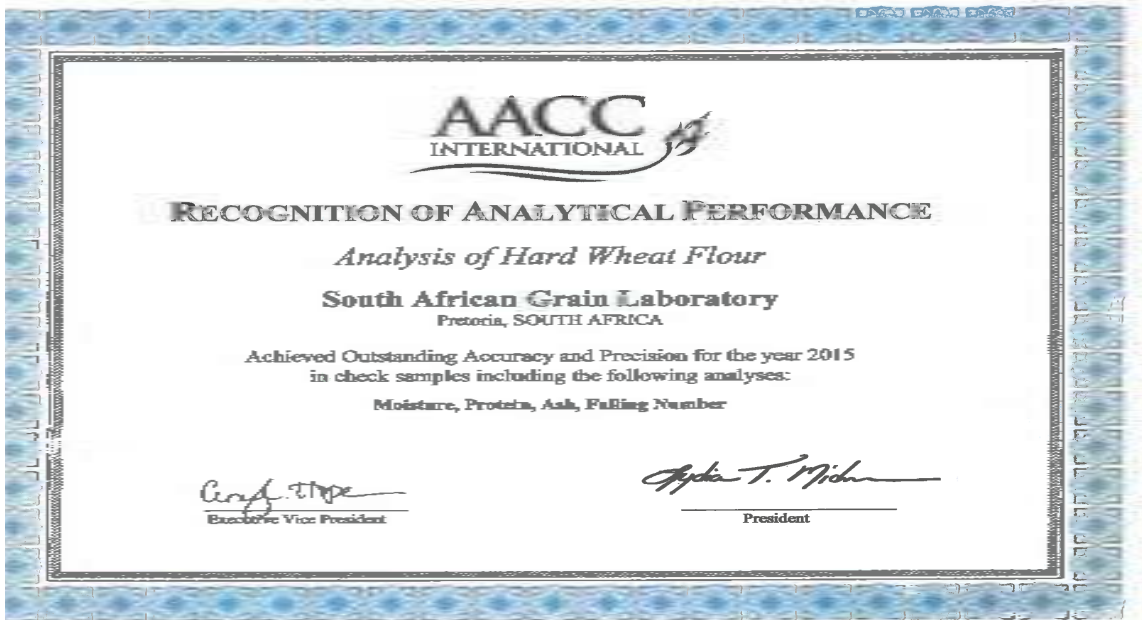 AACC
INTERNATIONAL
RECOGNITION OF ANALYTICAL PERFORMANCE
Analysis of Hard Wheat Flour
South African Grain Laboratory
Pretoria, SOUTH AFRICA
Achieved Outstanding Accuracy and Precision for the year 2015
in check samples including the following analyses:
Moisture, Protein, Ash, Falling Number
Lydia T.
Executive Vice President
President